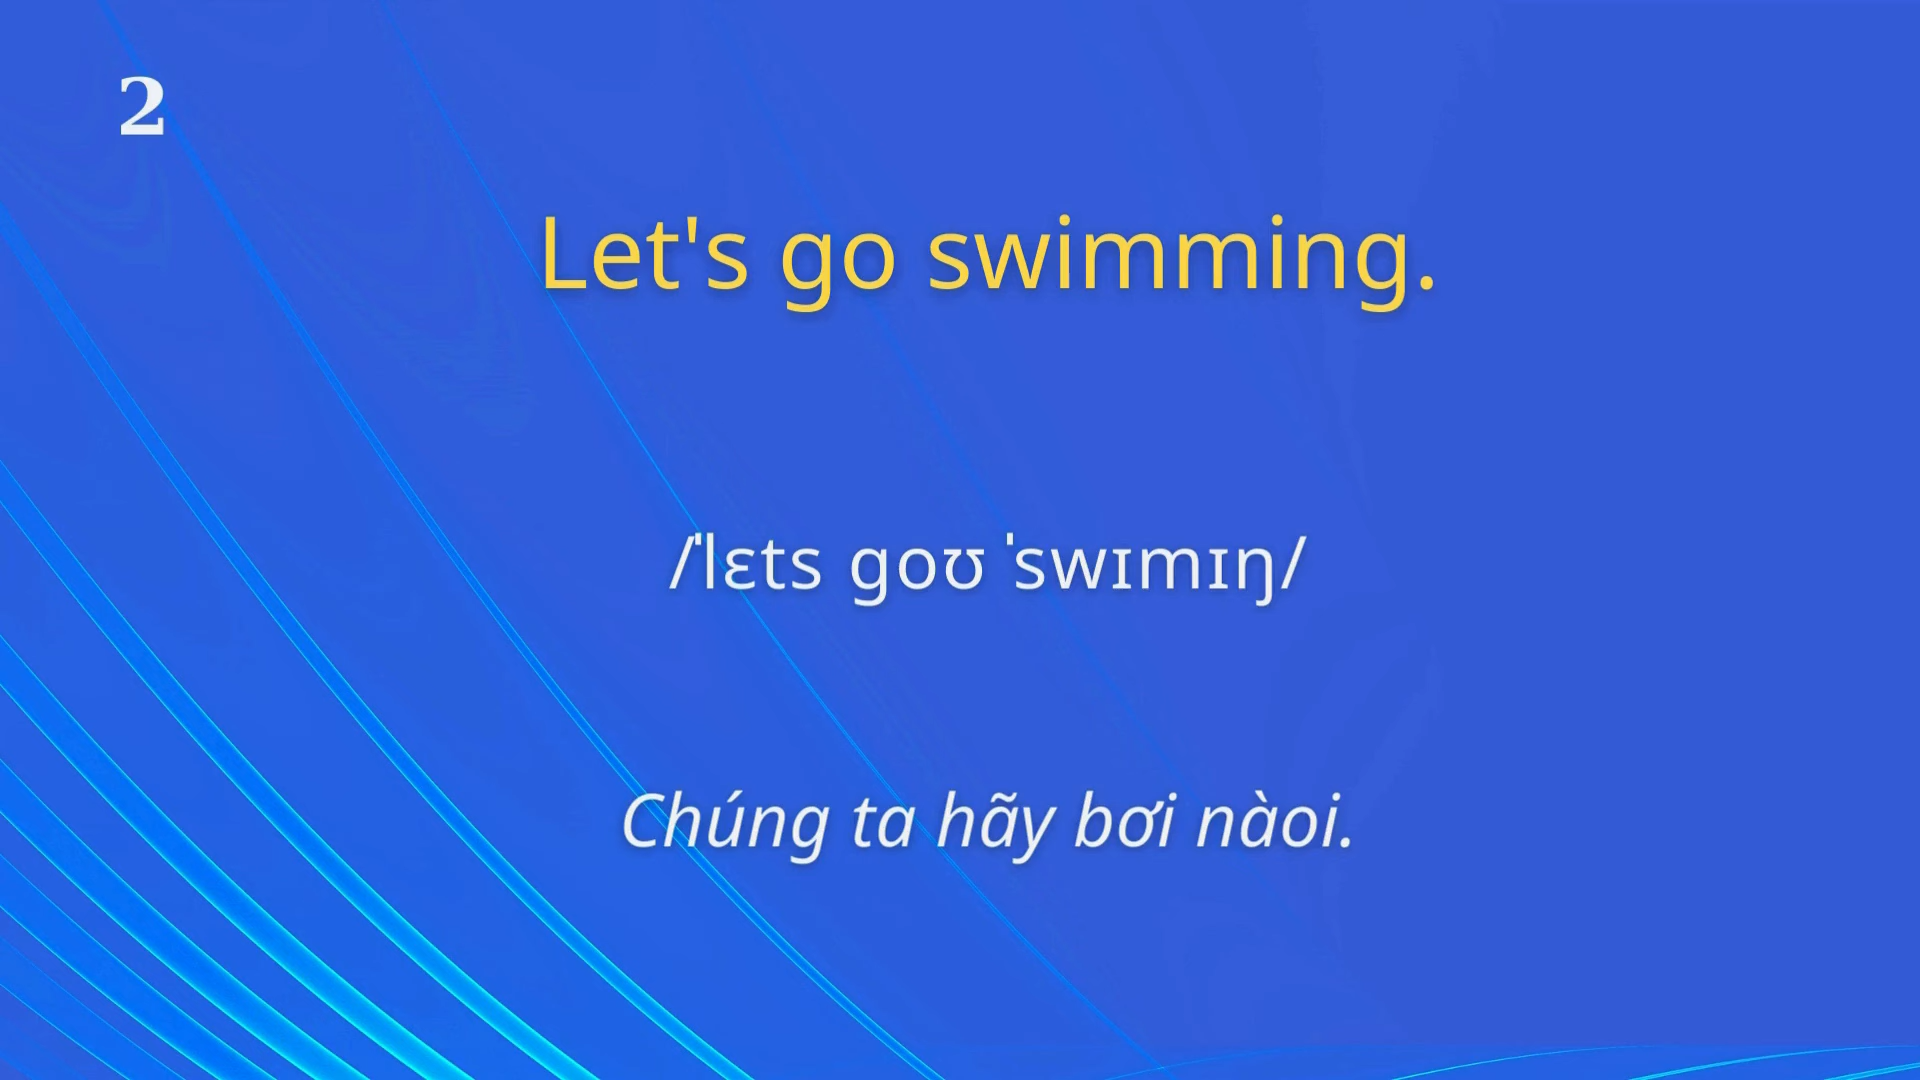 2
Let's go swimming.
/ˈlɛts goʊ ˈswɪmɪŋ/
Chúng ta hãy bơi nàoi.